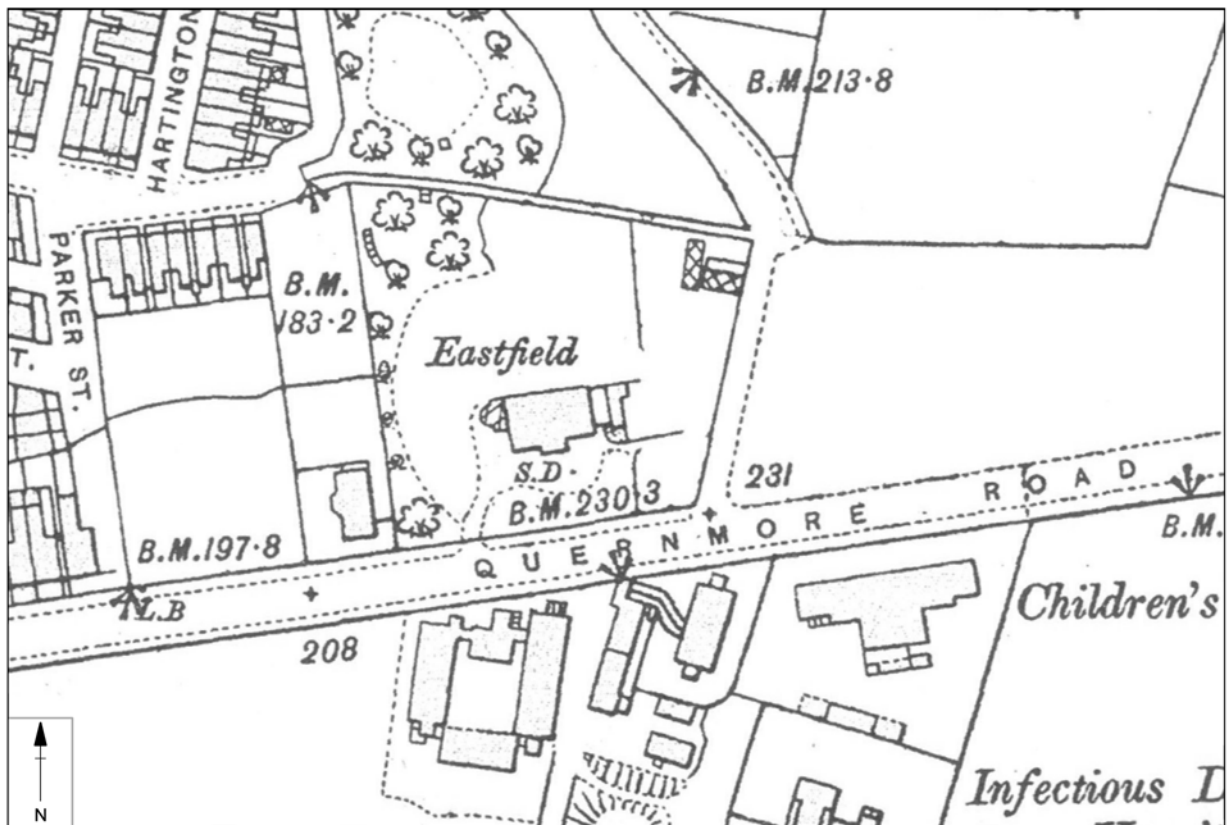 HARTINGTON
B.M.213·8
PARKER ST.
B.M.
183·2
T.
Eastfield
S.D.
B.M.230·3
231
QUERNMORE ROAD
B.M.197·8
L.B
208
B.M.
Children's
Infectious D
N